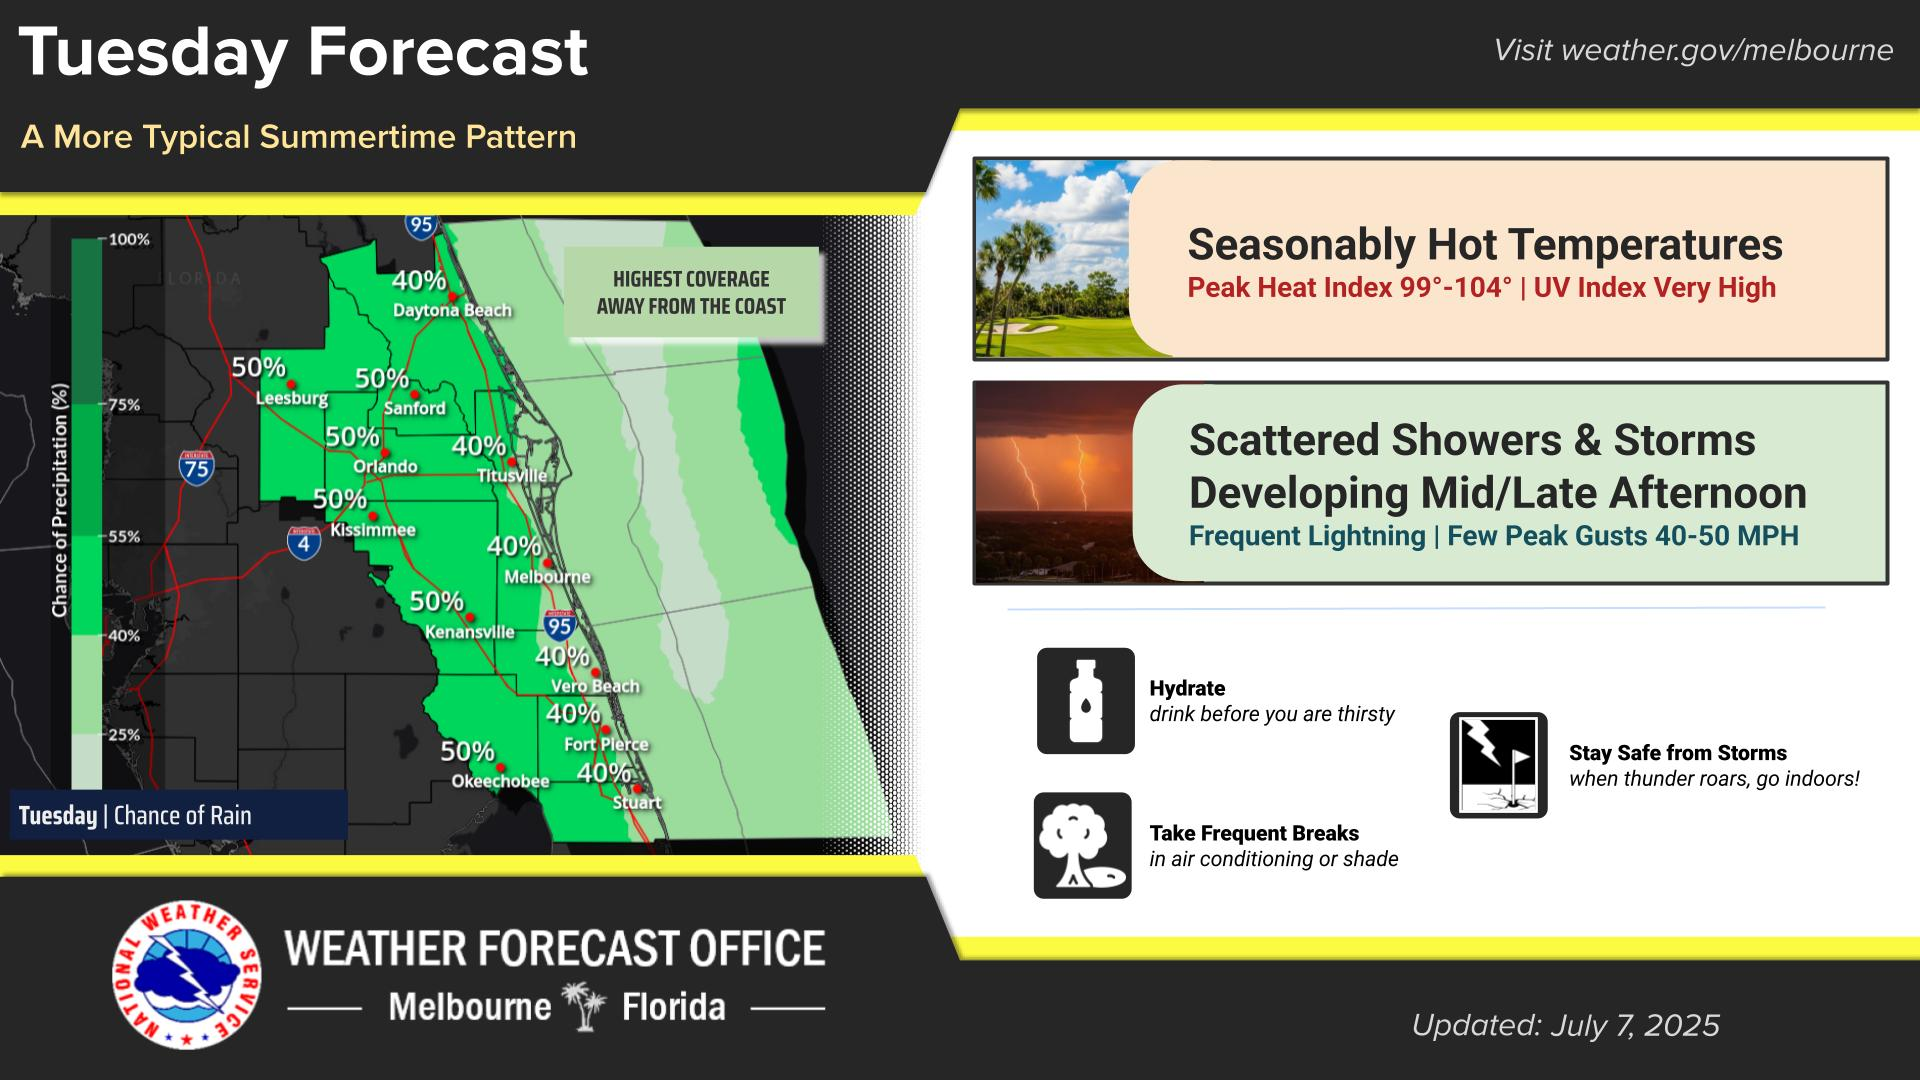 Tuesday Forecast
Visit weather.gov/melbourne
A More Typical Summertime Pattern
100%
75%
55%
40%
25%
Chance of Precipitation (%)
FLORIDA
95
HIGHEST COVERAGE
AWAY FROM THE COAST
40%
Daytona Beach
50%
Leesburg
50%
Sanford
50%
Orlando
40%
Titusville
INTERSTATE
75
50%
Kissimmee
INTERSTATE
4
40%
Melbourne
50%
Kenansville
INTERSTATE
95
40%
Vero Beach
40%
Fort Pierce
50%
Okeechobee
40%
Stuart
Tuesday | Chance of Rain
Seasonably Hot Temperatures
Peak Heat Index 99°-104° | UV Index Very High
Scattered Showers & Storms
Developing Mid/Late Afternoon
Frequent Lightning | Few Peak Gusts 40-50 MPH
Hydrate
drink before you are thirsty
Take Frequent Breaks
in air conditioning or shade
Stay Safe from Storms
when thunder roars, go indoors!
NATIONAL WEATHER SERVICE
WEATHER FORECAST OFFICE
Melbourne Florida
Updated: July 7, 2025